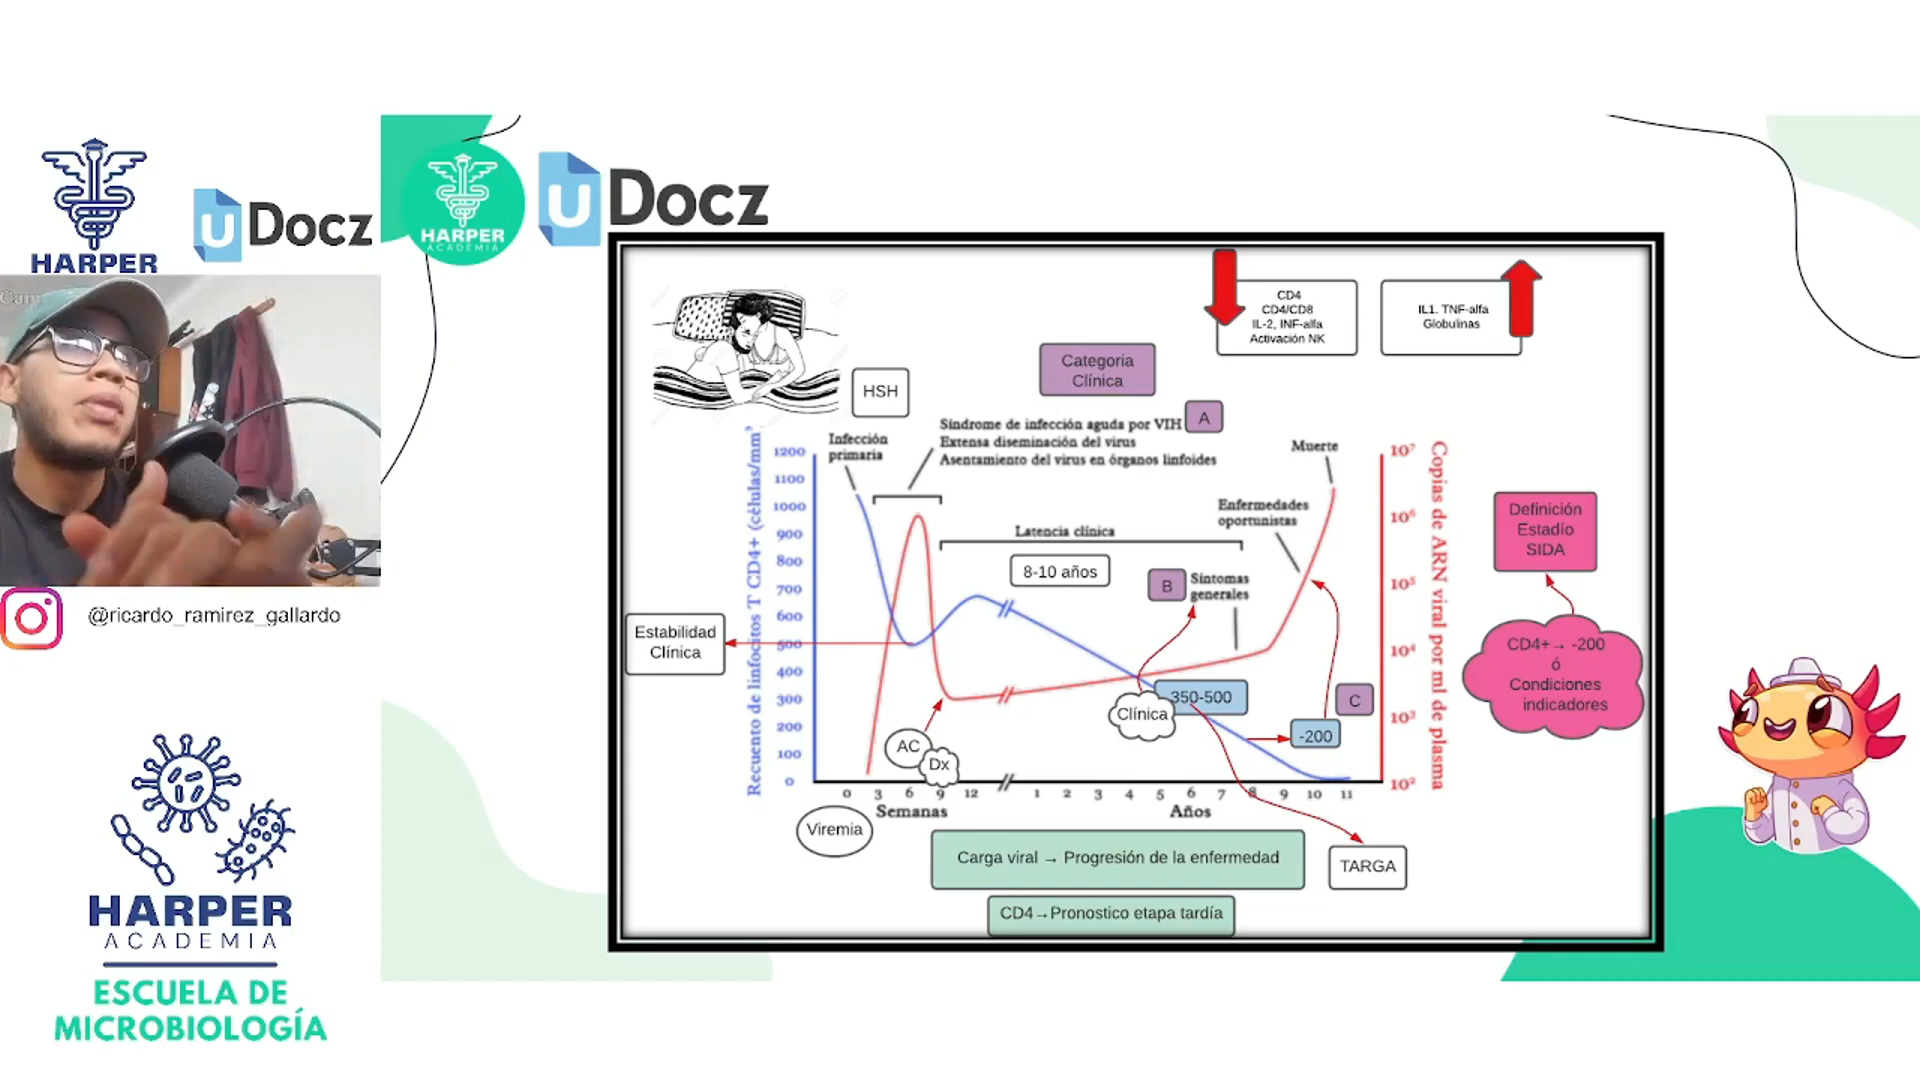 HARPER
UDocz
HARPER
ACADEMIA
UDocz
@ricardo_ramirez_gallardo
HARPER
ACADEMIA
ESCUELA DE
MICROBIOLOGÍA
CD4
CD4/CD8
IL-2, INF-alfa
Activación NK
IL1. TNF-alfa
Globulinas
Categoria
Clínica
HSH
A
Síndrome de infección aguda por VIH
Extensa diseminación del virus
Asentamiento del virus en órganos linfoides
Infección
primaria
Muerte
Enfermedades
oportunistas
Latencia clínica
8-10 años
B
Síntomas
generales
Definición
Estadío
SIDA
Estabilidad
Clínica
CD4+→ -200
ó
Condiciones
indicadores
350-500
Clínica
C
-200
AC
Dx
Recuento de linfocitos T CD4+ (células/mm³
1200
1100
1000
900
800
700
600
500
400
300
200
100
0
10⁷
10⁶
10⁵
10⁴
10³
10²
Copias de ARN viral por ml de plasma
0 3 6 9 12 1 2 3 4 5 6 7 8 9 10 11
Semanas Años
Viremia
Carga viral → Progresión de la enfermedad
TARGA
CD4→Pronostico etapa tardía